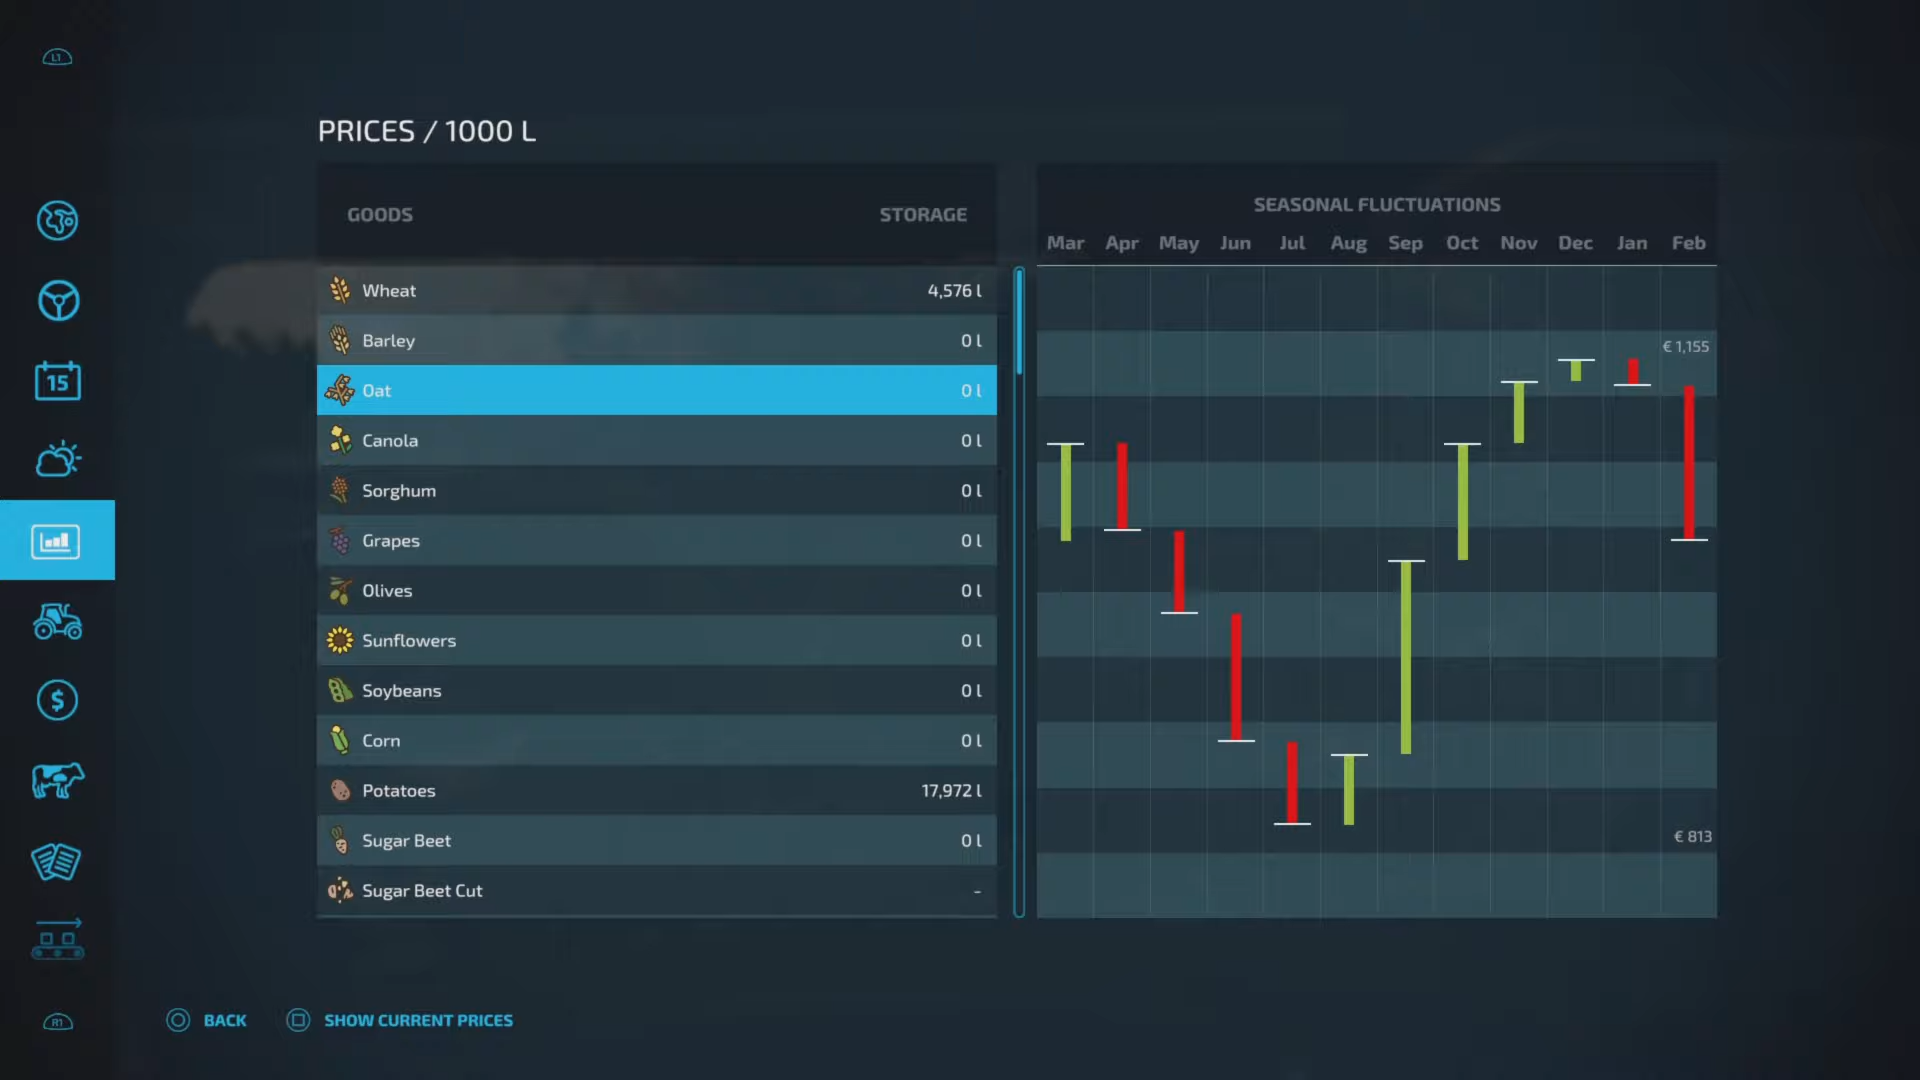 L1
PRICES / 1000 L
GOODS STORAGE
SEASONAL FLUCTUATIONS
Mar Apr May Jun Jul Aug Sep Oct Nov Dec Jan Feb
Wheat 4,576 l
Barley 0 l
Oat 0 l
Canola 0 l
Sorghum 0 l
Grapes 0 l
Olives 0 l
Sunflowers 0 l
Soybeans 0 l
Corn 0 l
Potatoes 17,972 l
Sugar Beet 0 l
Sugar Beet Cut -
€ 1,155
€ 813
15
$
R1
BACK SHOW CURRENT PRICES